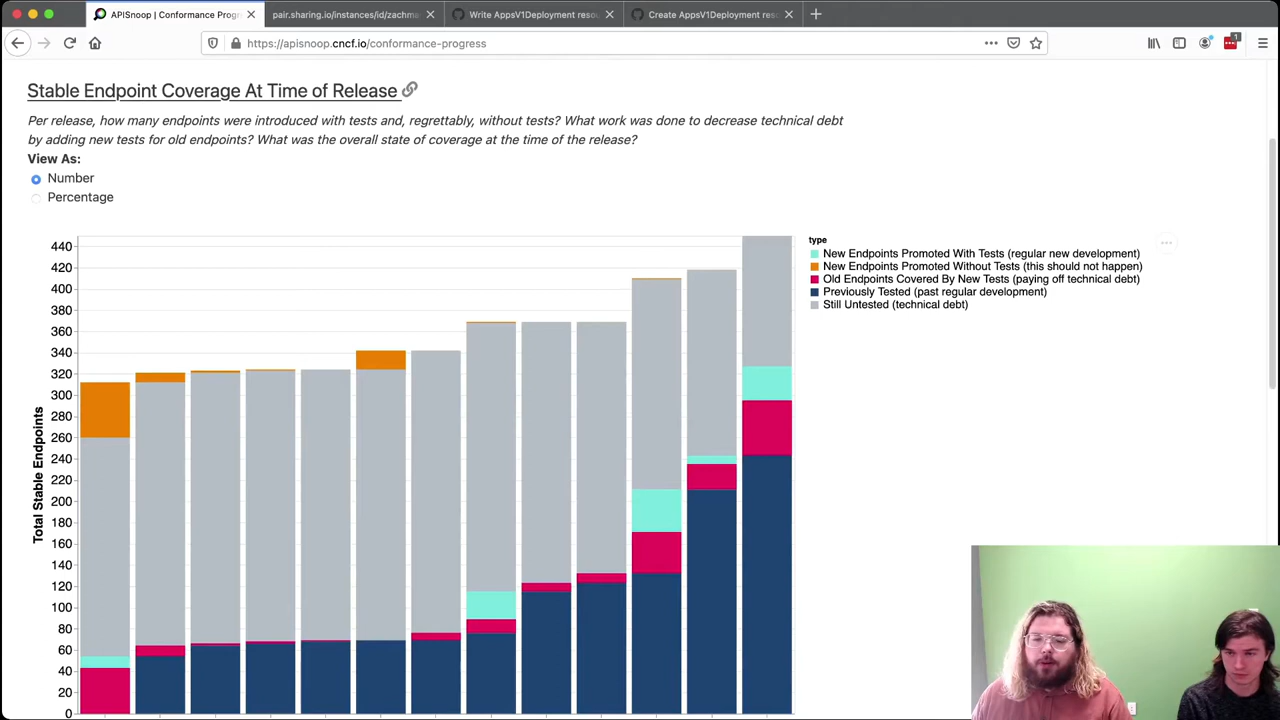 APISnoop | Conformance Progre
pair.sharing.io/instances/id/zachma
Write AppsV1Deployment resou
Create AppsV1Deployment reso
https://apisnoop.cncf.io/conformance-progress
1
Stable Endpoint Coverage At Time of Release
Per release, how many endpoints were introduced with tests and, regrettably, without tests? What work was done to decrease technical debt
by adding new tests for old endpoints? What was the overall state of coverage at the time of the release?
View As:
Number
Percentage
Total Stable Endpoints
440
420
400
380
360
340
320
300
280
260
240
220
200
180
160
140
120
100
80
60
40
20
0
type
New Endpoints Promoted With Tests (regular new development)
New Endpoints Promoted Without Tests (this should not happen)
Old Endpoints Covered By New Tests (paying off technical debt)
Previously Tested (past regular development)
Still Untested (technical debt)